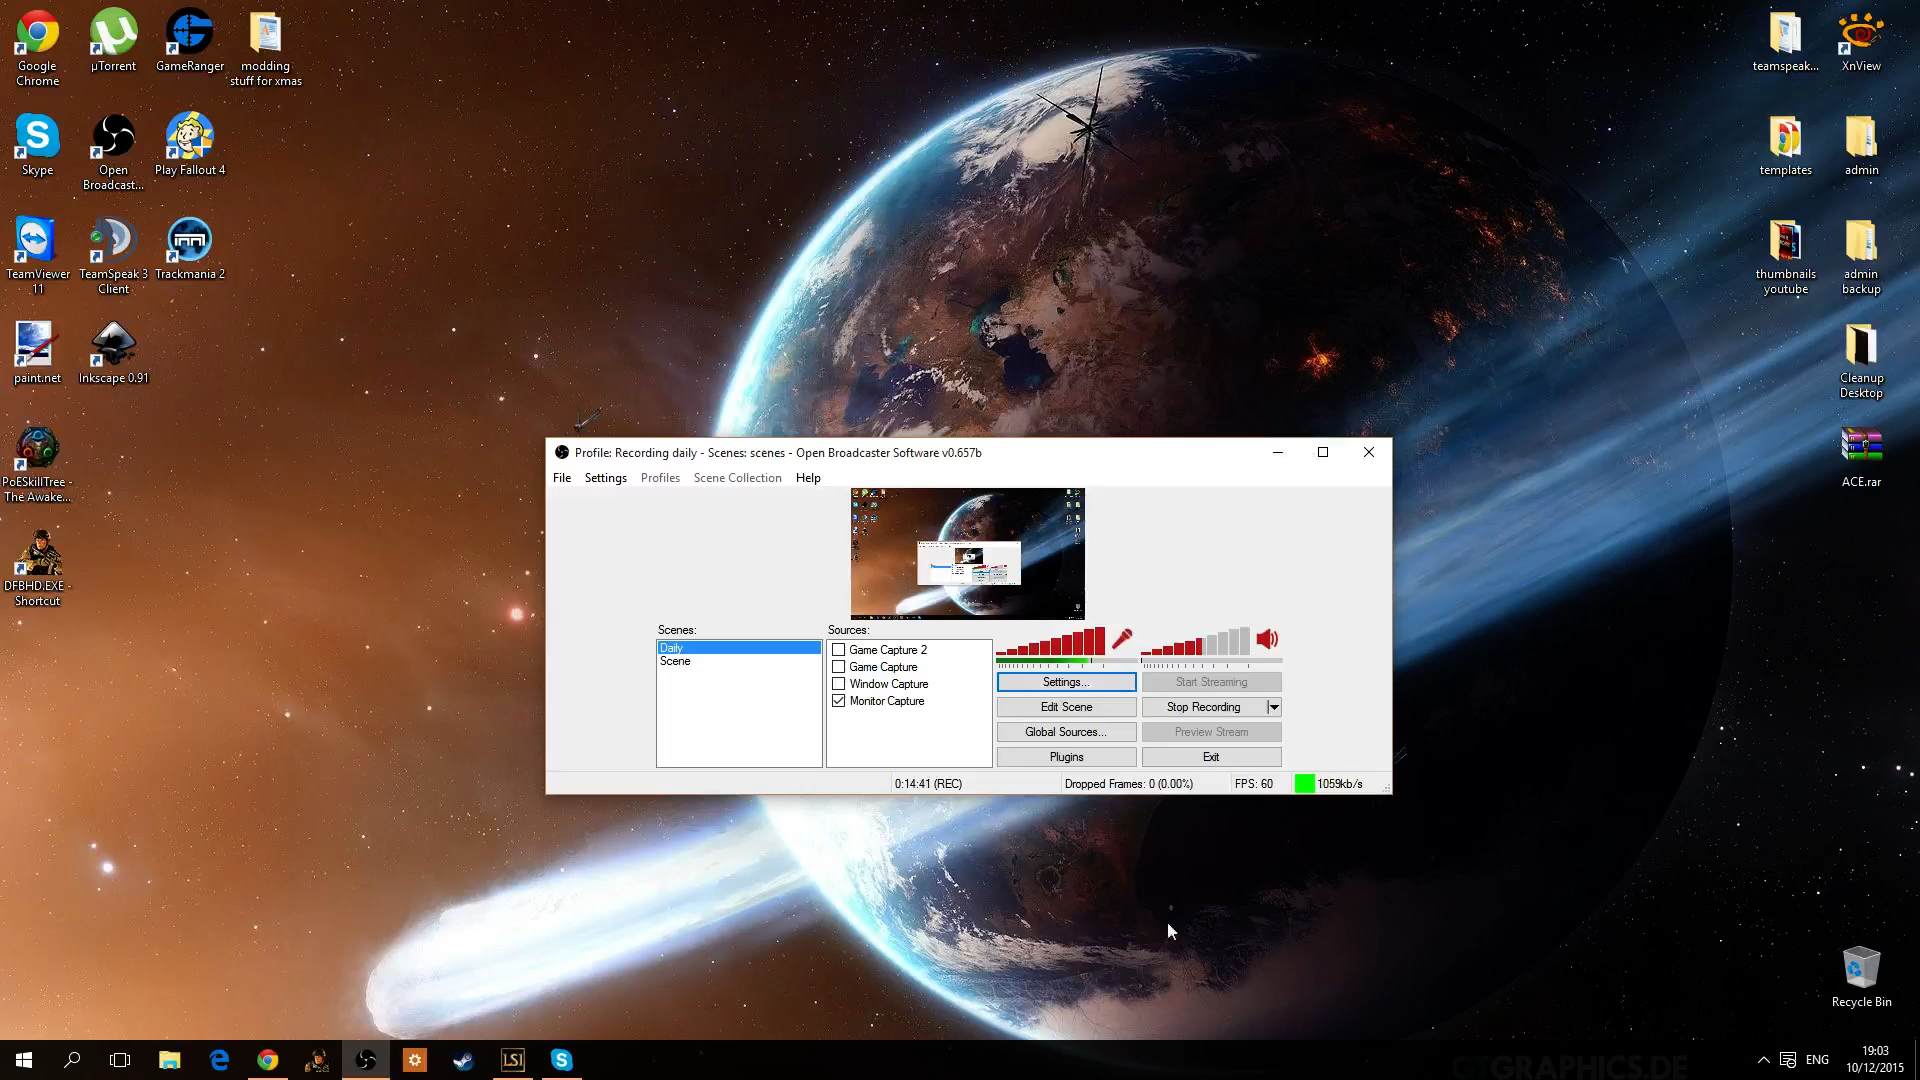 Google
Chrome
µTorrent
GameRanger
modding
stuff for xmas
Skype
Open
Broadcast...
Play Fallout 4
TeamViewer
11
TeamSpeak 3
Client
Trackmania 2
paint.net
Inkscape 0.91
PoESkillTree -
The Awake...
DFBHD.EXE -
Shortcut
teamspeak...
XnView
templates
admin
thumbnails
youtube
admin
backup
Cleanup
Desktop
ACE.rar
Recycle Bin
Profile: Recording daily - Scenes: scenes - Open Broadcaster Software v0.657b
File Settings Profiles Scene Collection Help
Scenes:
Daily
Scene
Sources:
Game Capture 2
Game Capture
Window Capture
Monitor Capture
Settings...
Start Streaming
Edit Scene
Stop Recording
Global Sources...
Preview Stream
Plugins
Exit
0:14:41 (REC)
Dropped Frames: 0 (0.00%)
FPS: 60
1059kb/s
GTGRAPHICS.DE
LSI
ENG
19:03
10/12/2015